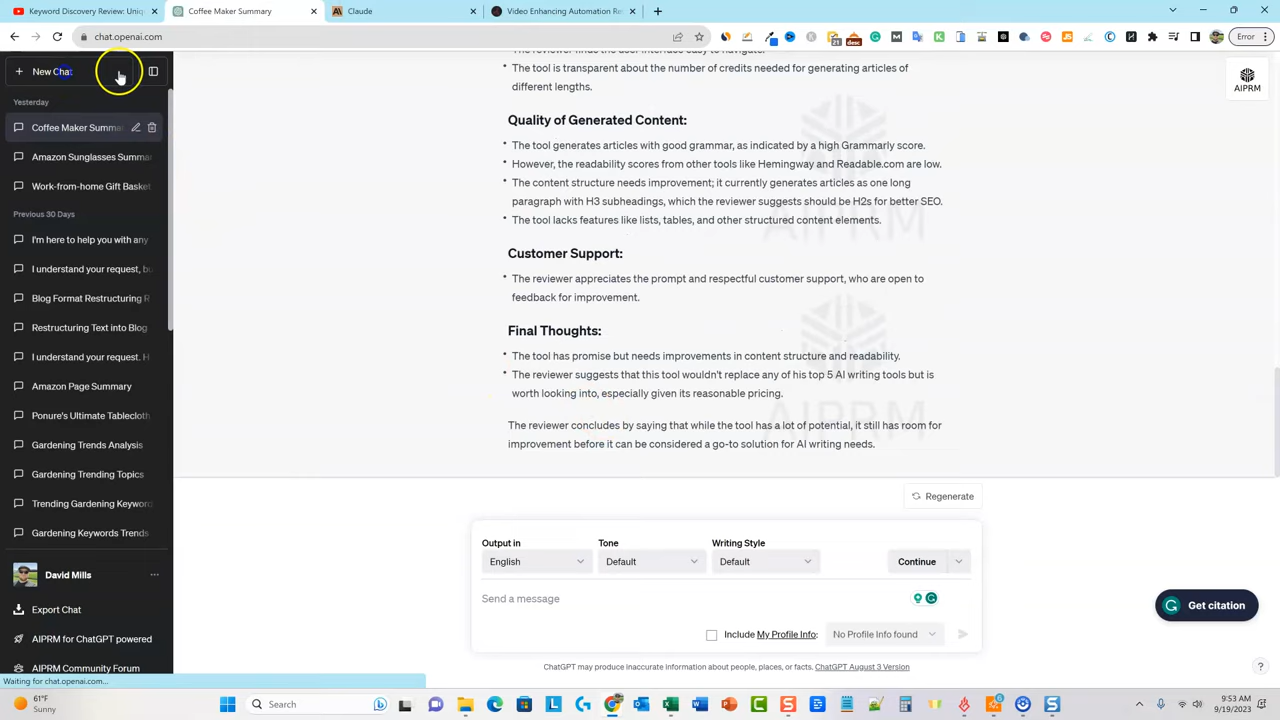 Keyword Discovery Review: Uniq
Coffee Maker Summary
Claude
Video Enhancing Automation Re
chat.openai.com
Error
New Chat
Yesterday
Coffee Maker Summa
Amazon Sunglasses Summa
Work-from-home Gift Basket
Previous 30 Days
I'm here to help you with any
I understand your request, bu
Blog Format Restructuring R
Restructuring Text into Blog
I understand your request. H
Amazon Page Summary
Ponure's Ultimate Tablecloth
Gardening Trends Analysis
Gardening Trending Topics
Trending Gardening Keyword
Gardening Keywords Trends
David Mills
Export Chat
AIPRM for ChatGPT powered
AIPRM Community Forum
Waiting for chat.openai.com...
The reviewer finds the user interface easy to navigate.
The tool is transparent about the number of credits needed for generating articles of
different lengths.
Quality of Generated Content:
The tool generates articles with good grammar, as indicated by a high Grammarly score.
However, the readability scores from other tools like Hemingway and Readable.com are low.
The content structure needs improvement; it currently generates articles as one long
paragraph with H3 subheadings, which the reviewer suggests should be H2s for better SEO.
The tool lacks features like lists, tables, and other structured content elements.
Customer Support:
The reviewer appreciates the prompt and respectful customer support, who are open to
feedback for improvement.
Final Thoughts:
The tool has promise but needs improvements in content structure and readability.
The reviewer suggests that this tool wouldn't replace any of his top 5 AI writing tools but is
worth looking into, especially given its reasonable pricing.
The reviewer concludes by saying that while the tool has a lot of potential, it still has room for
improvement before it can be considered a go-to solution for AI writing needs.
AIPRM
AIPRM
AIPRM
Regenerate
Output in
Tone
Writing Style
English
Default
Default
Continue
Send a message
Include My Profile Info:
No Profile Info found
Get citation
ChatGPT may produce inaccurate information about people, places, or facts. ChatGPT August 3 Version
?
61°F
Search
9:53 AM
9/19/2023